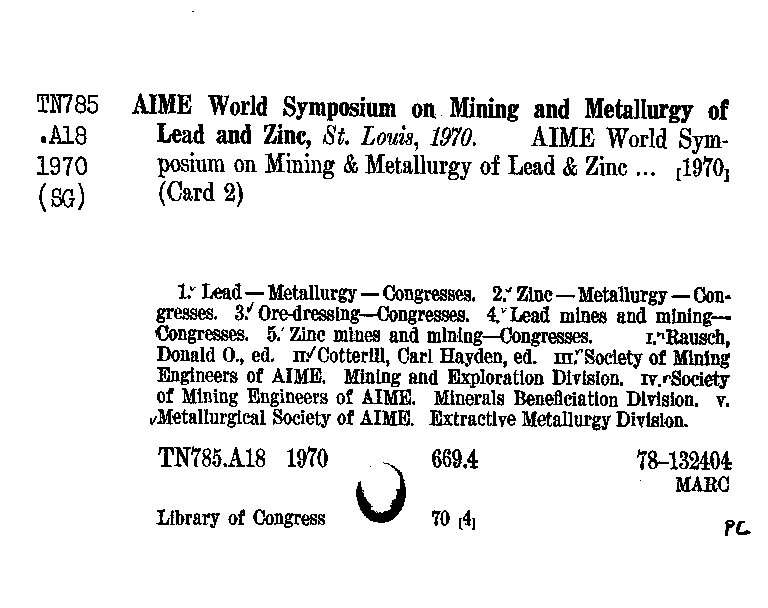 TN785 AIME World Symposium on Mining and Metallurgy of
.A18 Lead and Zinc, St. Louis, 1970. AIME World Sym-
1970 posium on Mining & Metallurgy of Lead & Zinc ... [1970]
(SG) (Card 2)
1. Lead—Metallurgy—Congresses. 2. Zinc—Metallurgy—Con-
gresses. 3. Ore-dressing—Congresses. 4. Lead mines and mining—
Congresses. 5. Zinc mines and mining—Congresses. I. Rausch,
Donald O., ed. II. Cotterill, Carl Hayden, ed. III. Society of Mining
Engineers of AIME. Mining and Exploration Division. IV. Society
of Mining Engineers of AIME. Minerals Beneficiation Division. V.
Metallurgical Society of AIME. Extractive Metallurgy Division.
TN785.A18 1970 669.4 78–132404
MARC
Library of Congress 70 [4]
PC